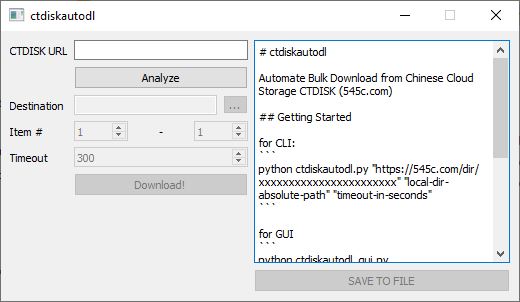 ctdiskautodl
CTDISK URL
Analyze
Destination
...
Item #
1
-
1
Timeout
300
Download!
# ctdiskautodl
Automate Bulk Download from Chinese Cloud
Storage CTDISK (545c.com)
## Getting Started
for CLI:
```
python ctdiskautodl.py "https://545c.com/dir/
xxxxxxxxxxxxxxxxxxxxxxxx" "local-dir-
absolute-path" "timeout-in-seconds"
```
for GUI
```
python ctdiskautodl_gui.py
SAVE TO FILE